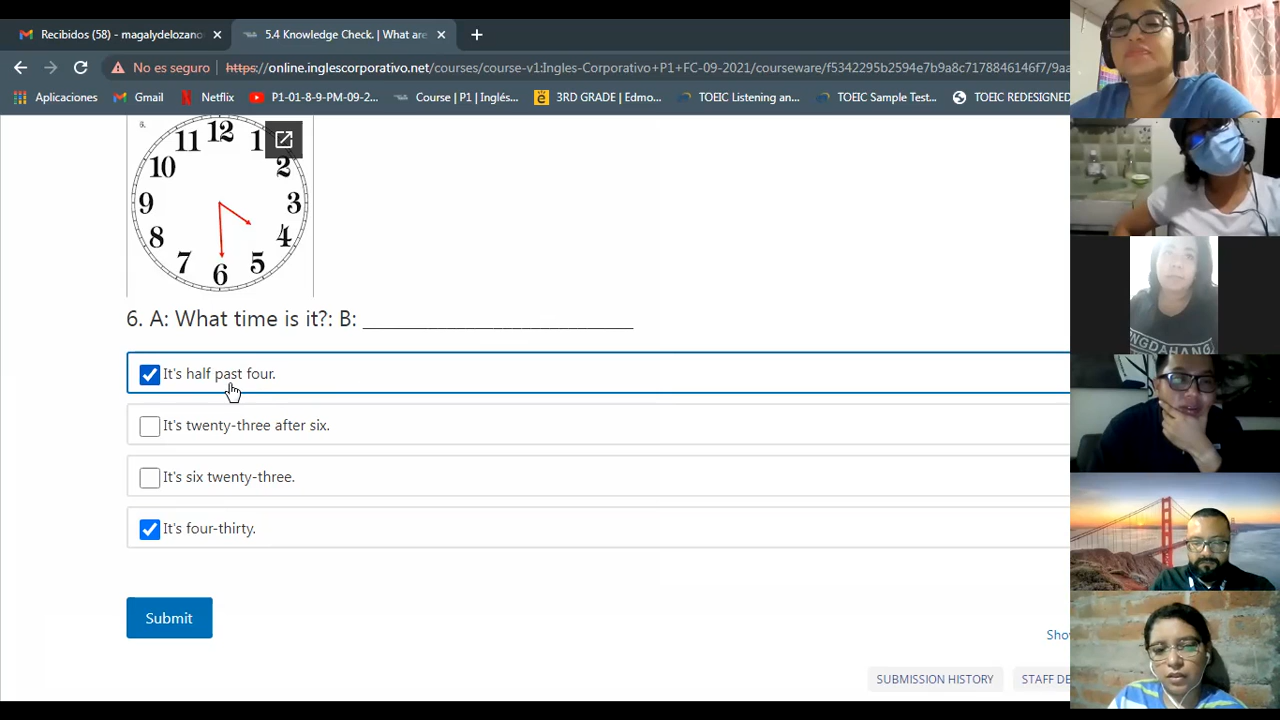 Recibidos (58) - magalydelozano
5.4 Knowledge Check. | What are
No es seguro
https://online.inglescorporativo.net/courses/course-v1:Ingles-Corporativo+P1+FC-09-2021/courseware/f5342295b2594e7b9a8c7178846146f7/9aa
Aplicaciones
Gmail
Netflix
P1-01-8-9-PM-09-2...
Course | P1 | Inglés...
3RD GRADE | Edmo...
TOEIC Listening an...
TOEIC Sample Test...
TOEIC REDESIGNED
12
11
1
10
2
9
3
8
4
7
5
6
6. A: What time is it?: B: ________________________
It's half past four.
It's twenty-three after six.
It's six twenty-three.
It's four-thirty.
Submit
SUBMISSION HISTORY